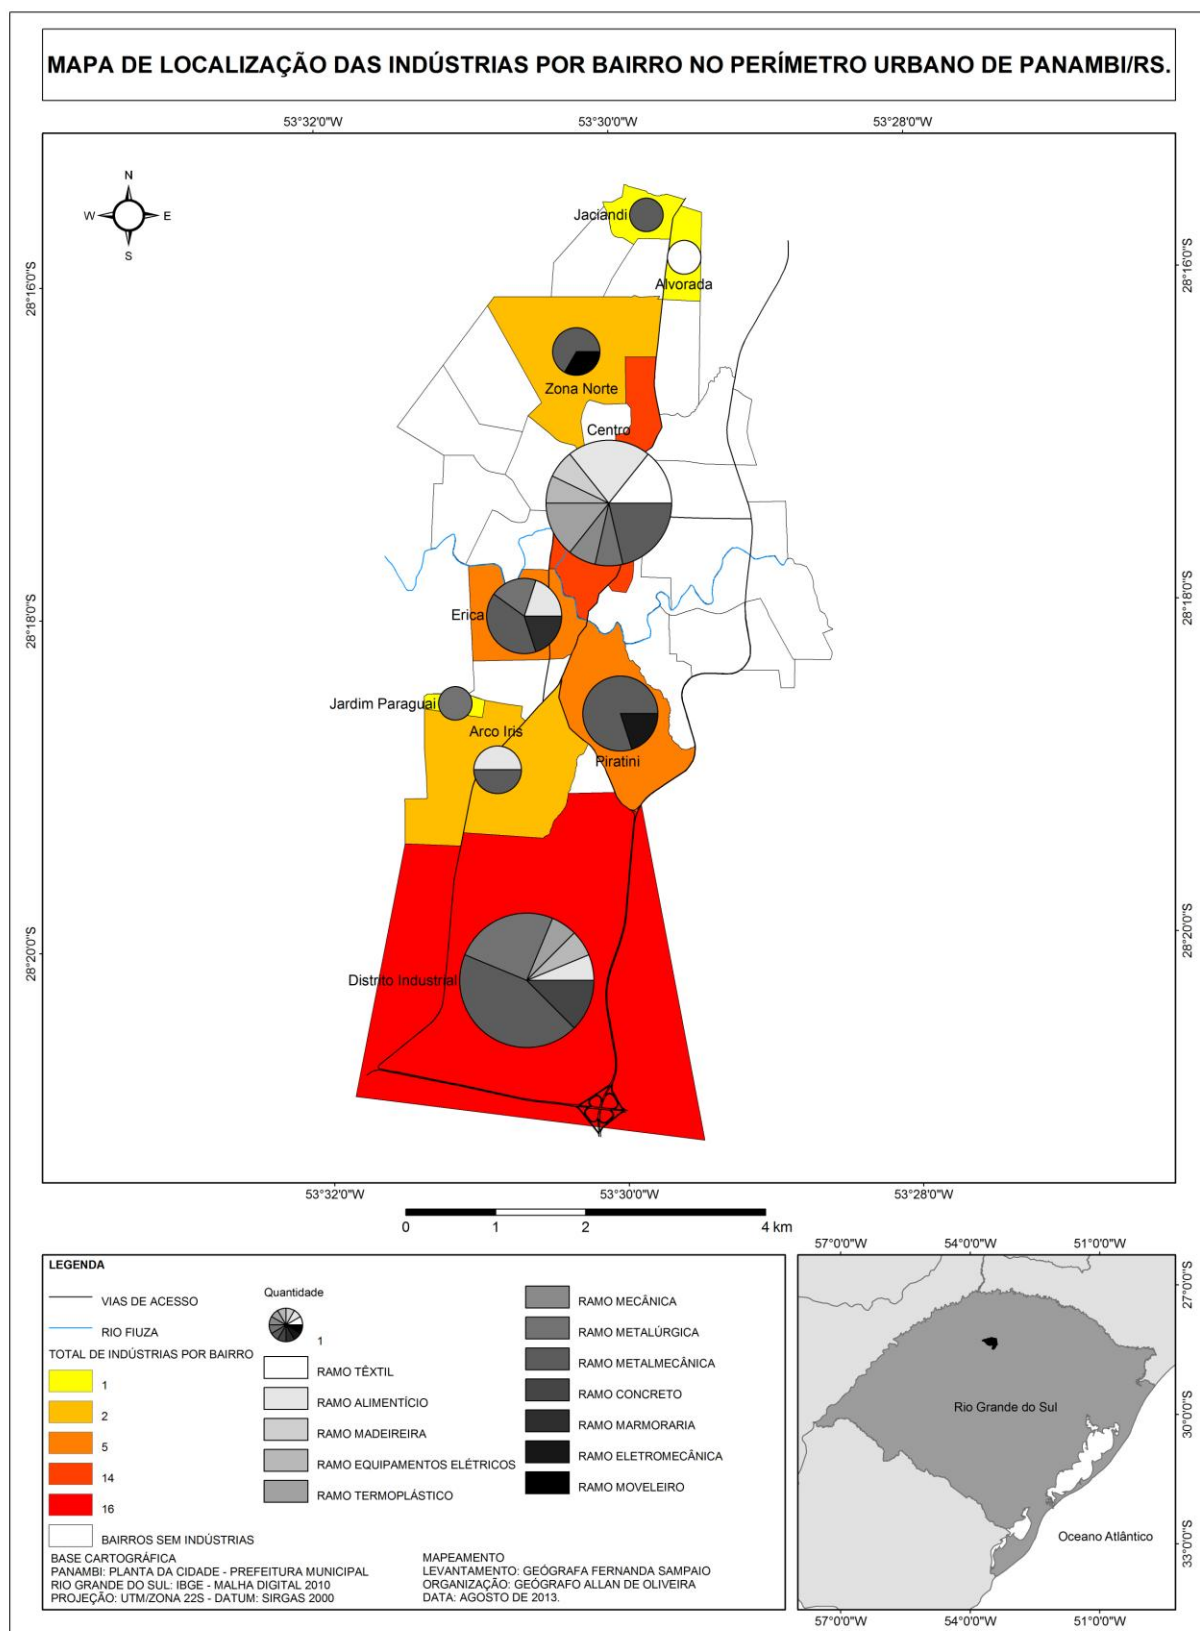 MAPA DE LOCALIZAÇÃO DAS INDÚSTRIAS POR BAIRRO NO PERÍMETRO URBANO DE PANAMBI/RS.
53°32'0"W
53°30'0"W
53°28'0"W
N
W
E
S
28°16'0"S
28°16'0"S
Jaciandi
Alvorada
Zona Norte
Centro
28°18'0"S
28°18'0"S
Erica
Jardim Paraguai
Arco Iris
Piratini
28°20'0"S
28°20'0"S
Distrito Industrial
53°32'0"W
53°30'0"W
53°28'0"W
0
1
2
4 km
LEGENDA
VIAS DE ACESSO
RIO FIUZA
TOTAL DE INDÚSTRIAS POR BAIRRO
1
2
5
14
16
BAIRROS SEM INDÚSTRIAS
Quantidade
1
RAMO TÊXTIL
RAMO ALIMENTÍCIO
RAMO MADEIREIRA
RAMO EQUIPAMENTOS ELÉTRICOS
RAMO TERMOPLÁSTICO
RAMO MECÂNICA
RAMO METALÚRGICA
RAMO METALMECÂNICA
RAMO CONCRETO
RAMO MARMORARIA
RAMO ELETROMECÂNICA
RAMO MOVELEIRO
BASE CARTOGRÁFICA
PANAMBI: PLANTA DA CIDADE - PREFEITURA MUNICIPAL
RIO GRANDE DO SUL: IBGE - MALHA DIGITAL 2010
PROJEÇÃO: UTM/ZONA 22S - DATUM: SIRGAS 2000
MAPEAMENTO
LEVANTAMENTO: GEÓGRAFA FERNANDA SAMPAIO
ORGANIZAÇÃO: GEÓGRAFO ALLAN DE OLIVEIRA
DATA: AGOSTO DE 2013.
57°0'0"W
54°0'0"W
51°0'0"W
27°0'0"S
30°0'0"S
33°0'0"S
Rio Grande do Sul
Oceano Atlântico
57°0'0"W
54°0'0"W
51°0'0"W